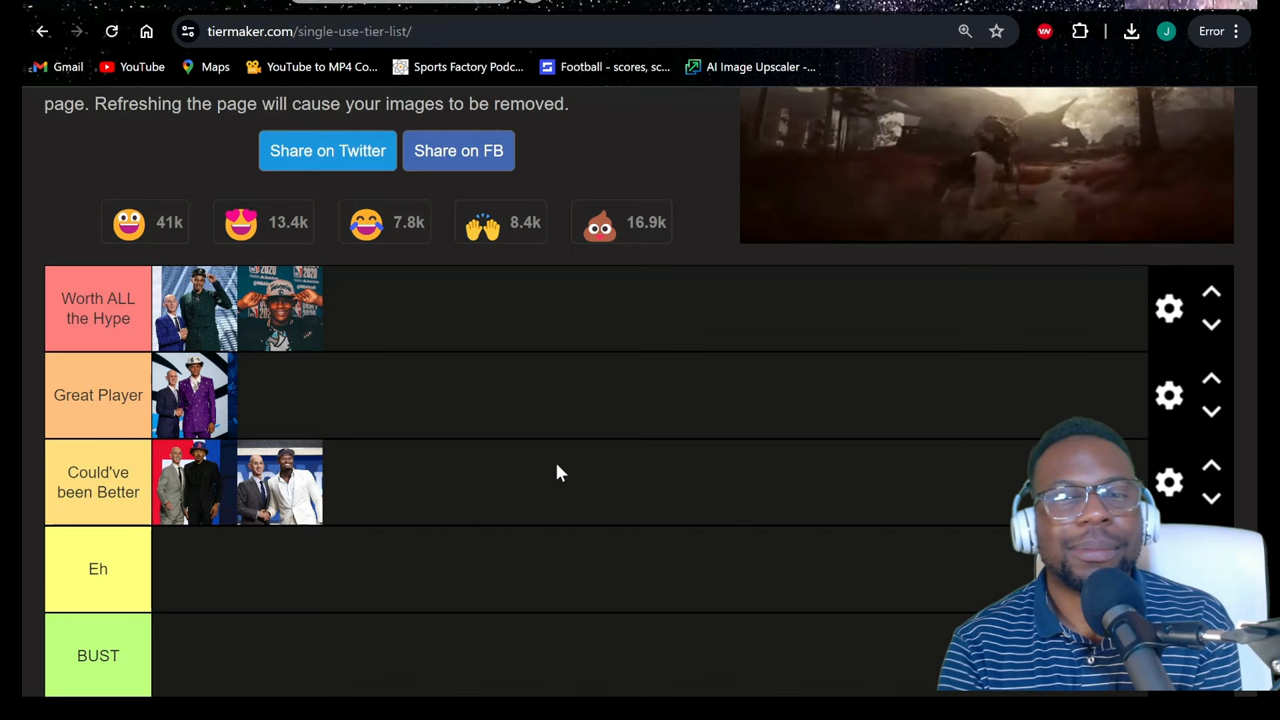 tiermaker.com/single-use-tier-list/
J
Error
Gmail
YouTube
Maps
YouTube to MP4 Co...
Sports Factory Podc...
Football - scores, sc...
AI Image Upscaler -...
page. Refreshing the page will cause your images to be removed.
Share on Twitter
Share on FB
41k
13.4k
7.8k
8.4k
16.9k
Worth ALL
the Hype
Great Player
Could've
been Better
Eh
BUST